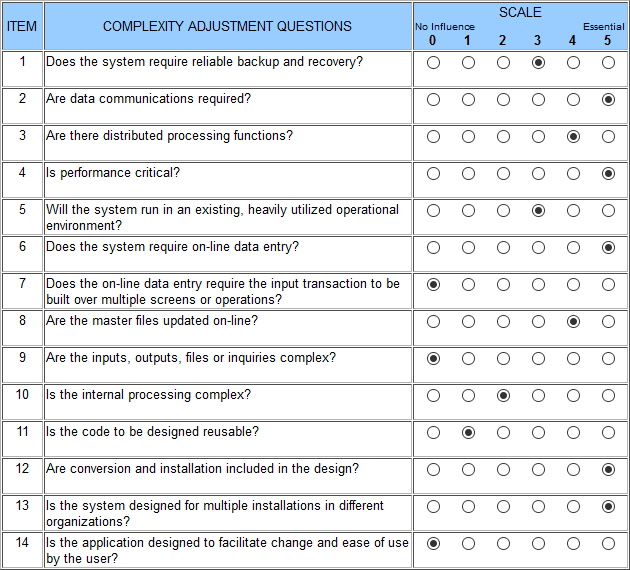 ITEM COMPLEXITY ADJUSTMENT QUESTIONS SCALE
No Influence Essential
0 1 2 3 4 5
1 Does the system require reliable backup and recovery?
2 Are data communications required?
3 Are there distributed processing functions?
4 Is performance critical?
5 Will the system run in an existing, heavily utilized operational
environment?
6 Does the system require on-line data entry?
7 Does the on-line data entry require the input transaction to be
built over multiple screens or operations?
8 Are the master files updated on-line?
9 Are the inputs, outputs, files or inquiries complex?
10 Is the internal processing complex?
11 Is the code to be designed reusable?
12 Are conversion and installation included in the design?
13 Is the system designed for multiple installations in different
organizations?
14 Is the application designed to facilitate change and ease of use
by the user?